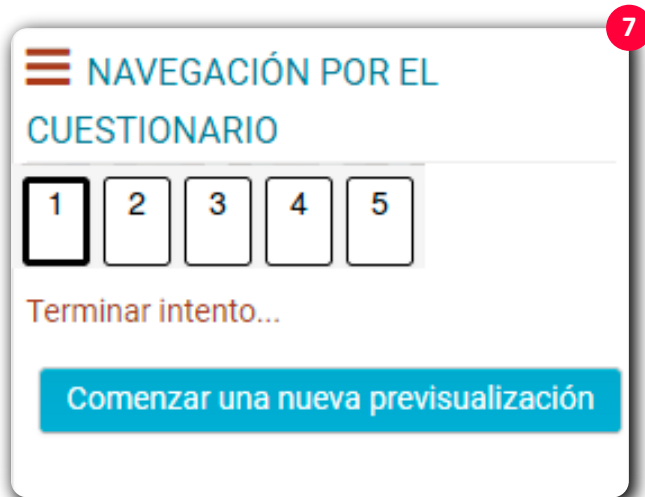 7
NAVEGACIÓN POR EL
CUESTIONARIO
1 2 3 4 5
Terminar intento...
Comenzar una nueva previsualización